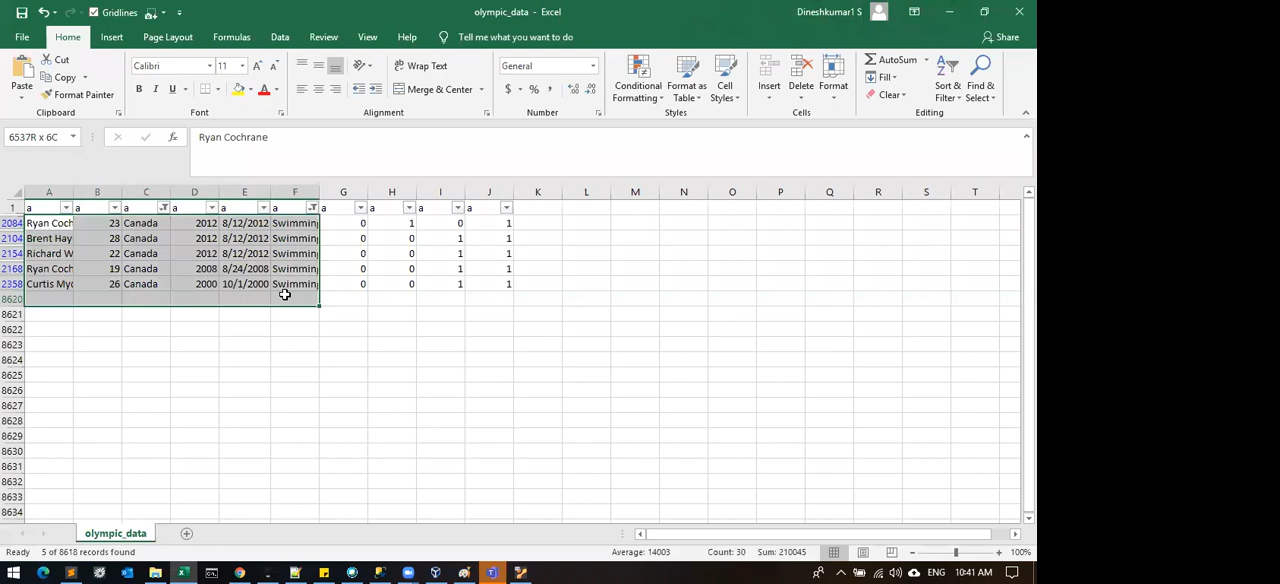 olympic_data - Excel
Dineshkumar1 S
Gridlines
File Home Insert Page Layout Formulas Data Review View Help Tell me what you want to do Share
Paste
Cut
Copy
Format Painter
Clipboard
Calibri 11
B I U
Font
Wrap Text
Merge & Center
Alignment
General
$ % ,
Number
Conditional Formatting
Format as Table
Cell Styles
Styles
Insert Delete Format
Cells
AutoSum
Fill
Clear
Sort & Filter
Find & Select
Editing
6537R x 6C fx Ryan Cochrane
A B C D E F G H I J K L M N O P Q R S T
1 a a a a a a a a a a
2084 Ryan Coch 23 Canada 2012 8/12/2012 Swimming 0 1 0 1
2104 Brent Hay 28 Canada 2012 8/12/2012 Swimming 0 0 1 1
2154 Richard W 22 Canada 2012 8/12/2012 Swimming 0 0 1 1
2168 Ryan Coch 19 Canada 2008 8/24/2008 Swimming 0 0 1 1
2358 Curtis Myd 26 Canada 2000 10/1/2000 Swimming 0 0 1 1
8620
8621
8622
8623
8624
8625
8626
8627
8628
8629
8630
8631
8632
8633
8634
olympic_data
Ready 5 of 8618 records found Average: 14003 Count: 30 Sum: 210045 100%
ENG 10:41 AM